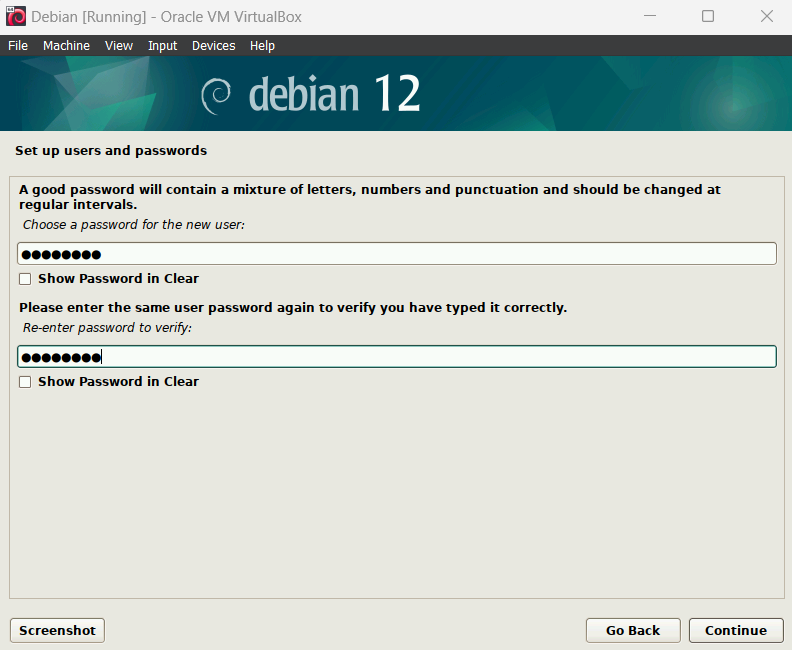 Debian [Running] - Oracle VM VirtualBox
File Machine View Input Devices Help
debian 12
Set up users and passwords
A good password will contain a mixture of letters, numbers and punctuation and should be changed at
regular intervals.
Choose a password for the new user:
●●●●●●●●
Show Password in Clear
Please enter the same user password again to verify you have typed it correctly.
Re-enter password to verify:
●●●●●●●●
Show Password in Clear
Screenshot Go Back Continue